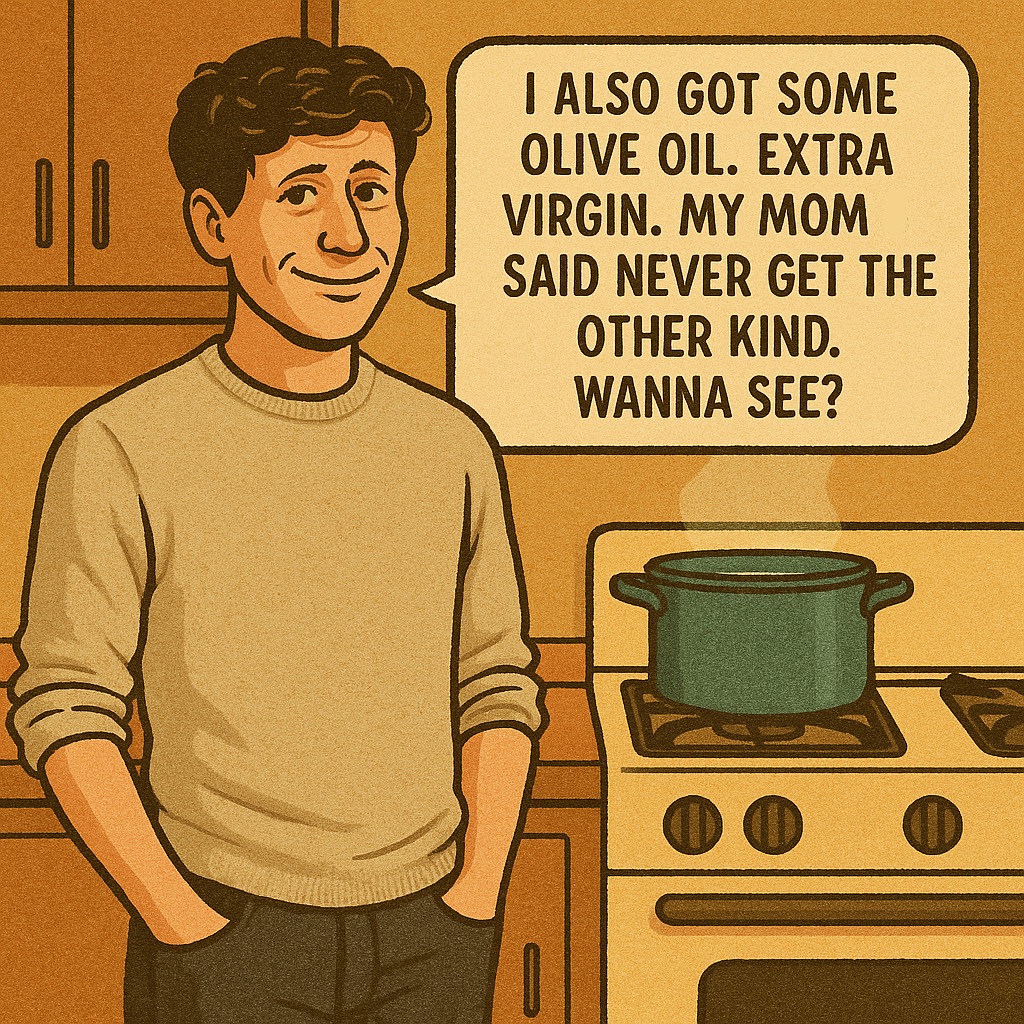 I ALSO GOT SOME
OLIVE OIL. EXTRA
VIRGIN. MY MOM
SAID NEVER GET THE
OTHER KIND.
WANNA SEE?